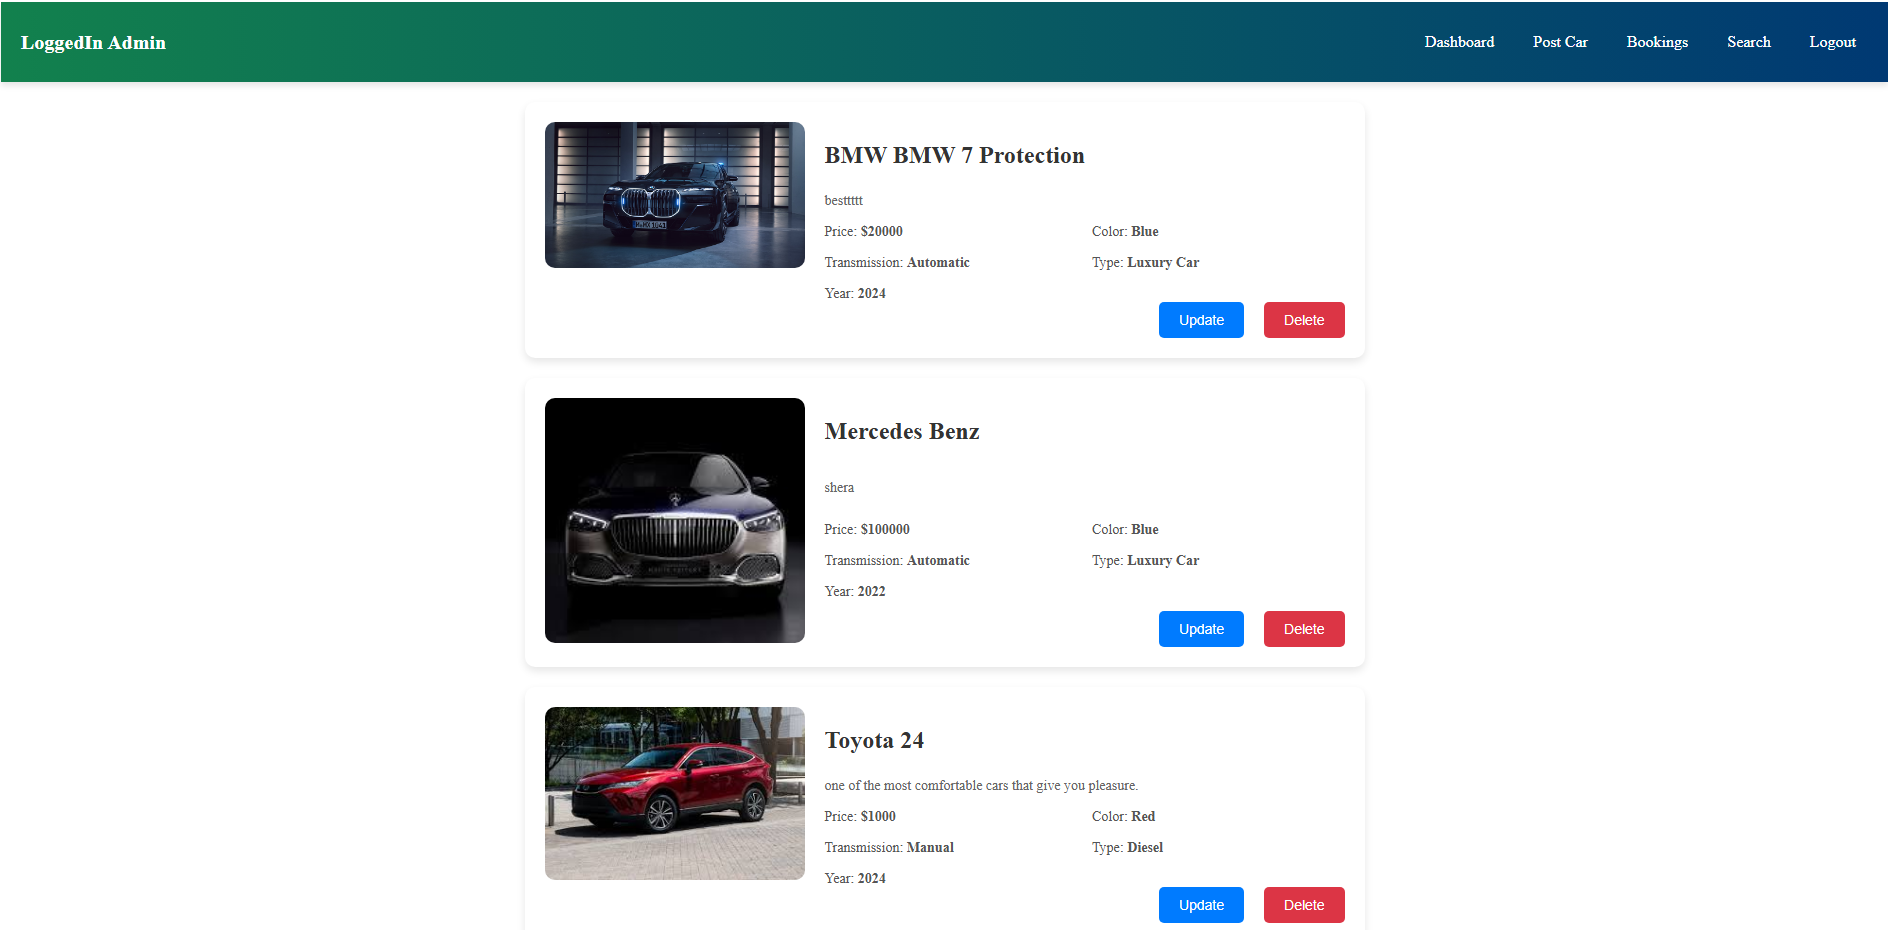 LoggedIn Admin
Dashboard Post Car Bookings Search Logout
BMW BMW 7 Protection
besttttt
Price: $20000 Color: Blue
Transmission: Automatic Type: Luxury Car
Year: 2024
Update Delete
Mercedes Benz
shera
Price: $100000 Color: Blue
Transmission: Automatic Type: Luxury Car
Year: 2022
Update Delete
Toyota 24
one of the most comfortable cars that give you pleasure.
Price: $1000 Color: Red
Transmission: Manual Type: Diesel
Year: 2024
Update Delete